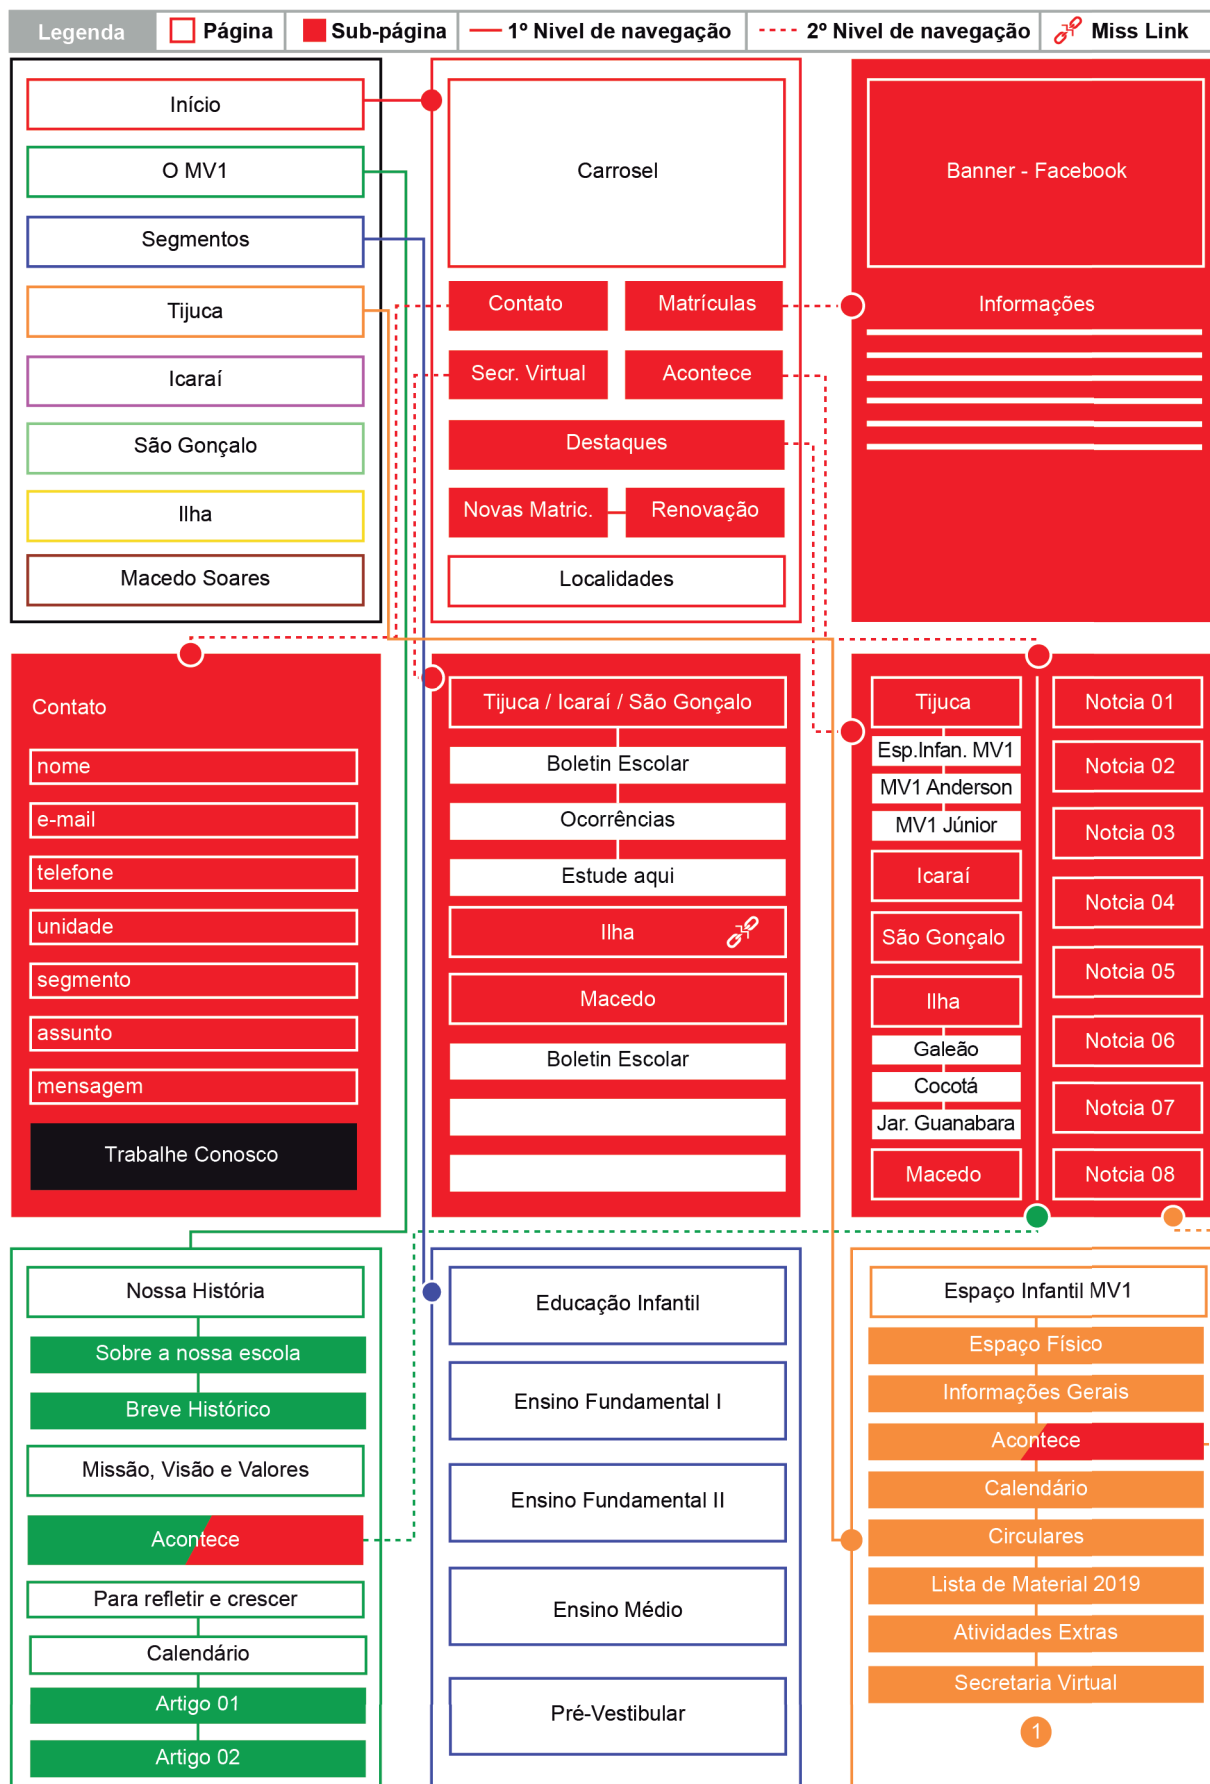 Legenda
Página
Sub-página
1º Nivel de navegação
2º Nivel de navegação
Miss Link
Início
O MV1
Segmentos
Tijuca
Icaraí
São Gonçalo
Ilha
Macedo Soares
Carrosel
Contato
Matrículas
Secr. Virtual
Acontece
Destaques
Novas Matric.
Renovação
Localidades
Banner - Facebook
Informações
Contato
nome
e-mail
telefone
unidade
segmento
assunto
mensagem
Trabalhe Conosco
Tijuca / Icaraí / São Gonçalo
Boletin Escolar
Ocorrências
Estude aqui
Ilha
Macedo
Boletin Escolar
Tijuca
Esp.Infan. MV1
MV1 Anderson
MV1 Júnior
Icaraí
São Gonçalo
Ilha
Galeão
Cocotá
Jar. Guanabara
Macedo
Notcia 01
Notcia 02
Notcia 03
Notcia 04
Notcia 05
Notcia 06
Notcia 07
Notcia 08
Nossa História
Sobre a nossa escola
Breve Histórico
Missão, Visão e Valores
Acontece
Para refletir e crescer
Calendário
Artigo 01
Artigo 02
Educação Infantil
Ensino Fundamental I
Ensino Fundamental II
Ensino Médio
Pré-Vestibular
Espaço Infantil MV1
Espaço Físico
Informações Gerais
Acontece
Calendário
Circulares
Lista de Material 2019
Atividades Extras
Secretaria Virtual
1